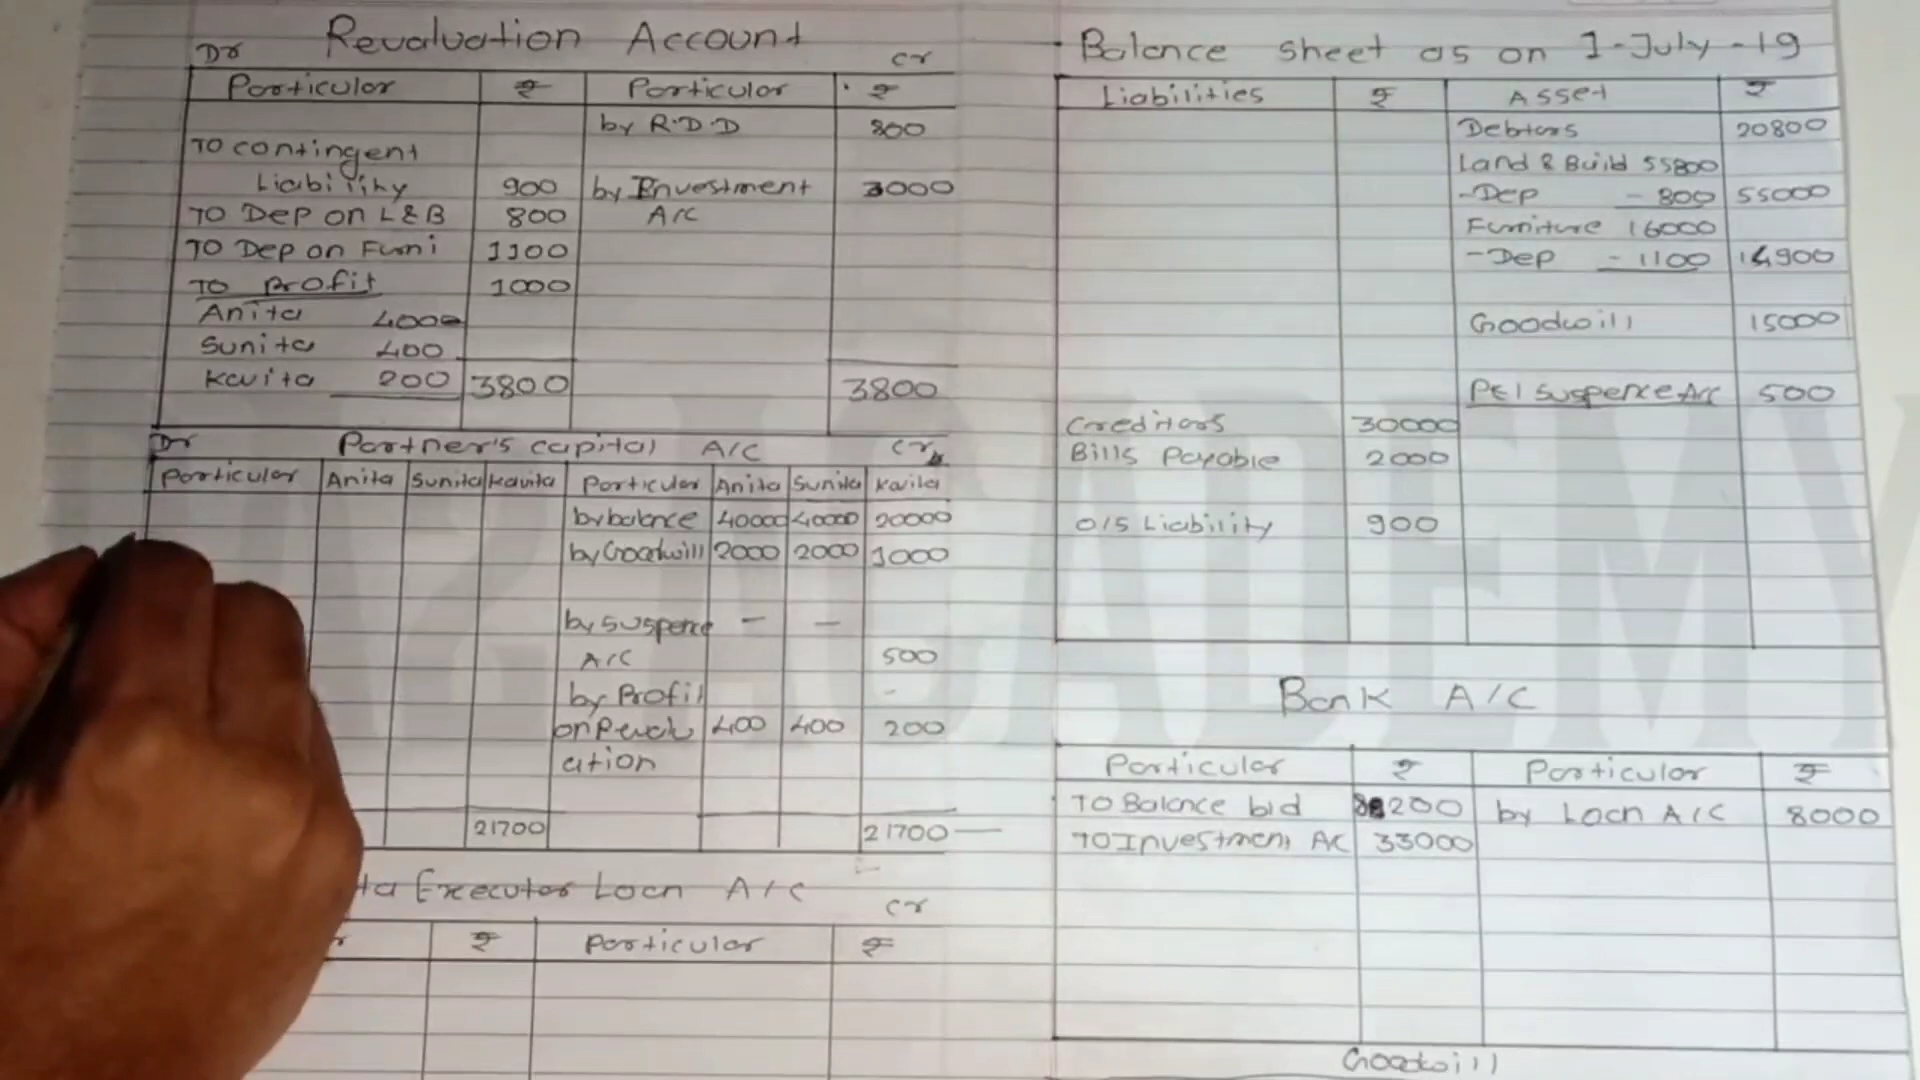 Revaluation Account
Dr Cr
Particular ₹ Particular ₹
by R.D.D 800
To contingent
Liability 900 by Investment 3000
To Dep on L & B 800 A/C
To Dep on Furni 1100
To Profit 1000
Anita 400
Sunita 400
Kavita 200 3800 3800
Dr Partner's capital A/C Cr
Particular Anita Sunita Kavita Particular Anita Sunita Kavita
by balance 40000 40000 20000
by Goodwill 2000 2000 1000
by suspence - -
A/C 500
by Profit -
on Revalu 400 400 200
ation
21700 21700
ta Executor Loan A/C
Cr
r ₹ Particular ₹
Balance sheet as on 1-July-19
Liabilities ₹ Asset ₹
Debtors 20800
Land & Build 55800
-Dep - 800 55000
Furniture 16000
-Dep - 1100 14900
Goodwill 15000
P&l Suspence A/c 500
Creditors 30000
Bills Payable 2000
O/S Liability 900
Bank A/C
Particular ₹ Particular ₹
To Balance b/d 200 by Loan A/C 8000
To Investment AC 33000
Goodwill
ACADEMY